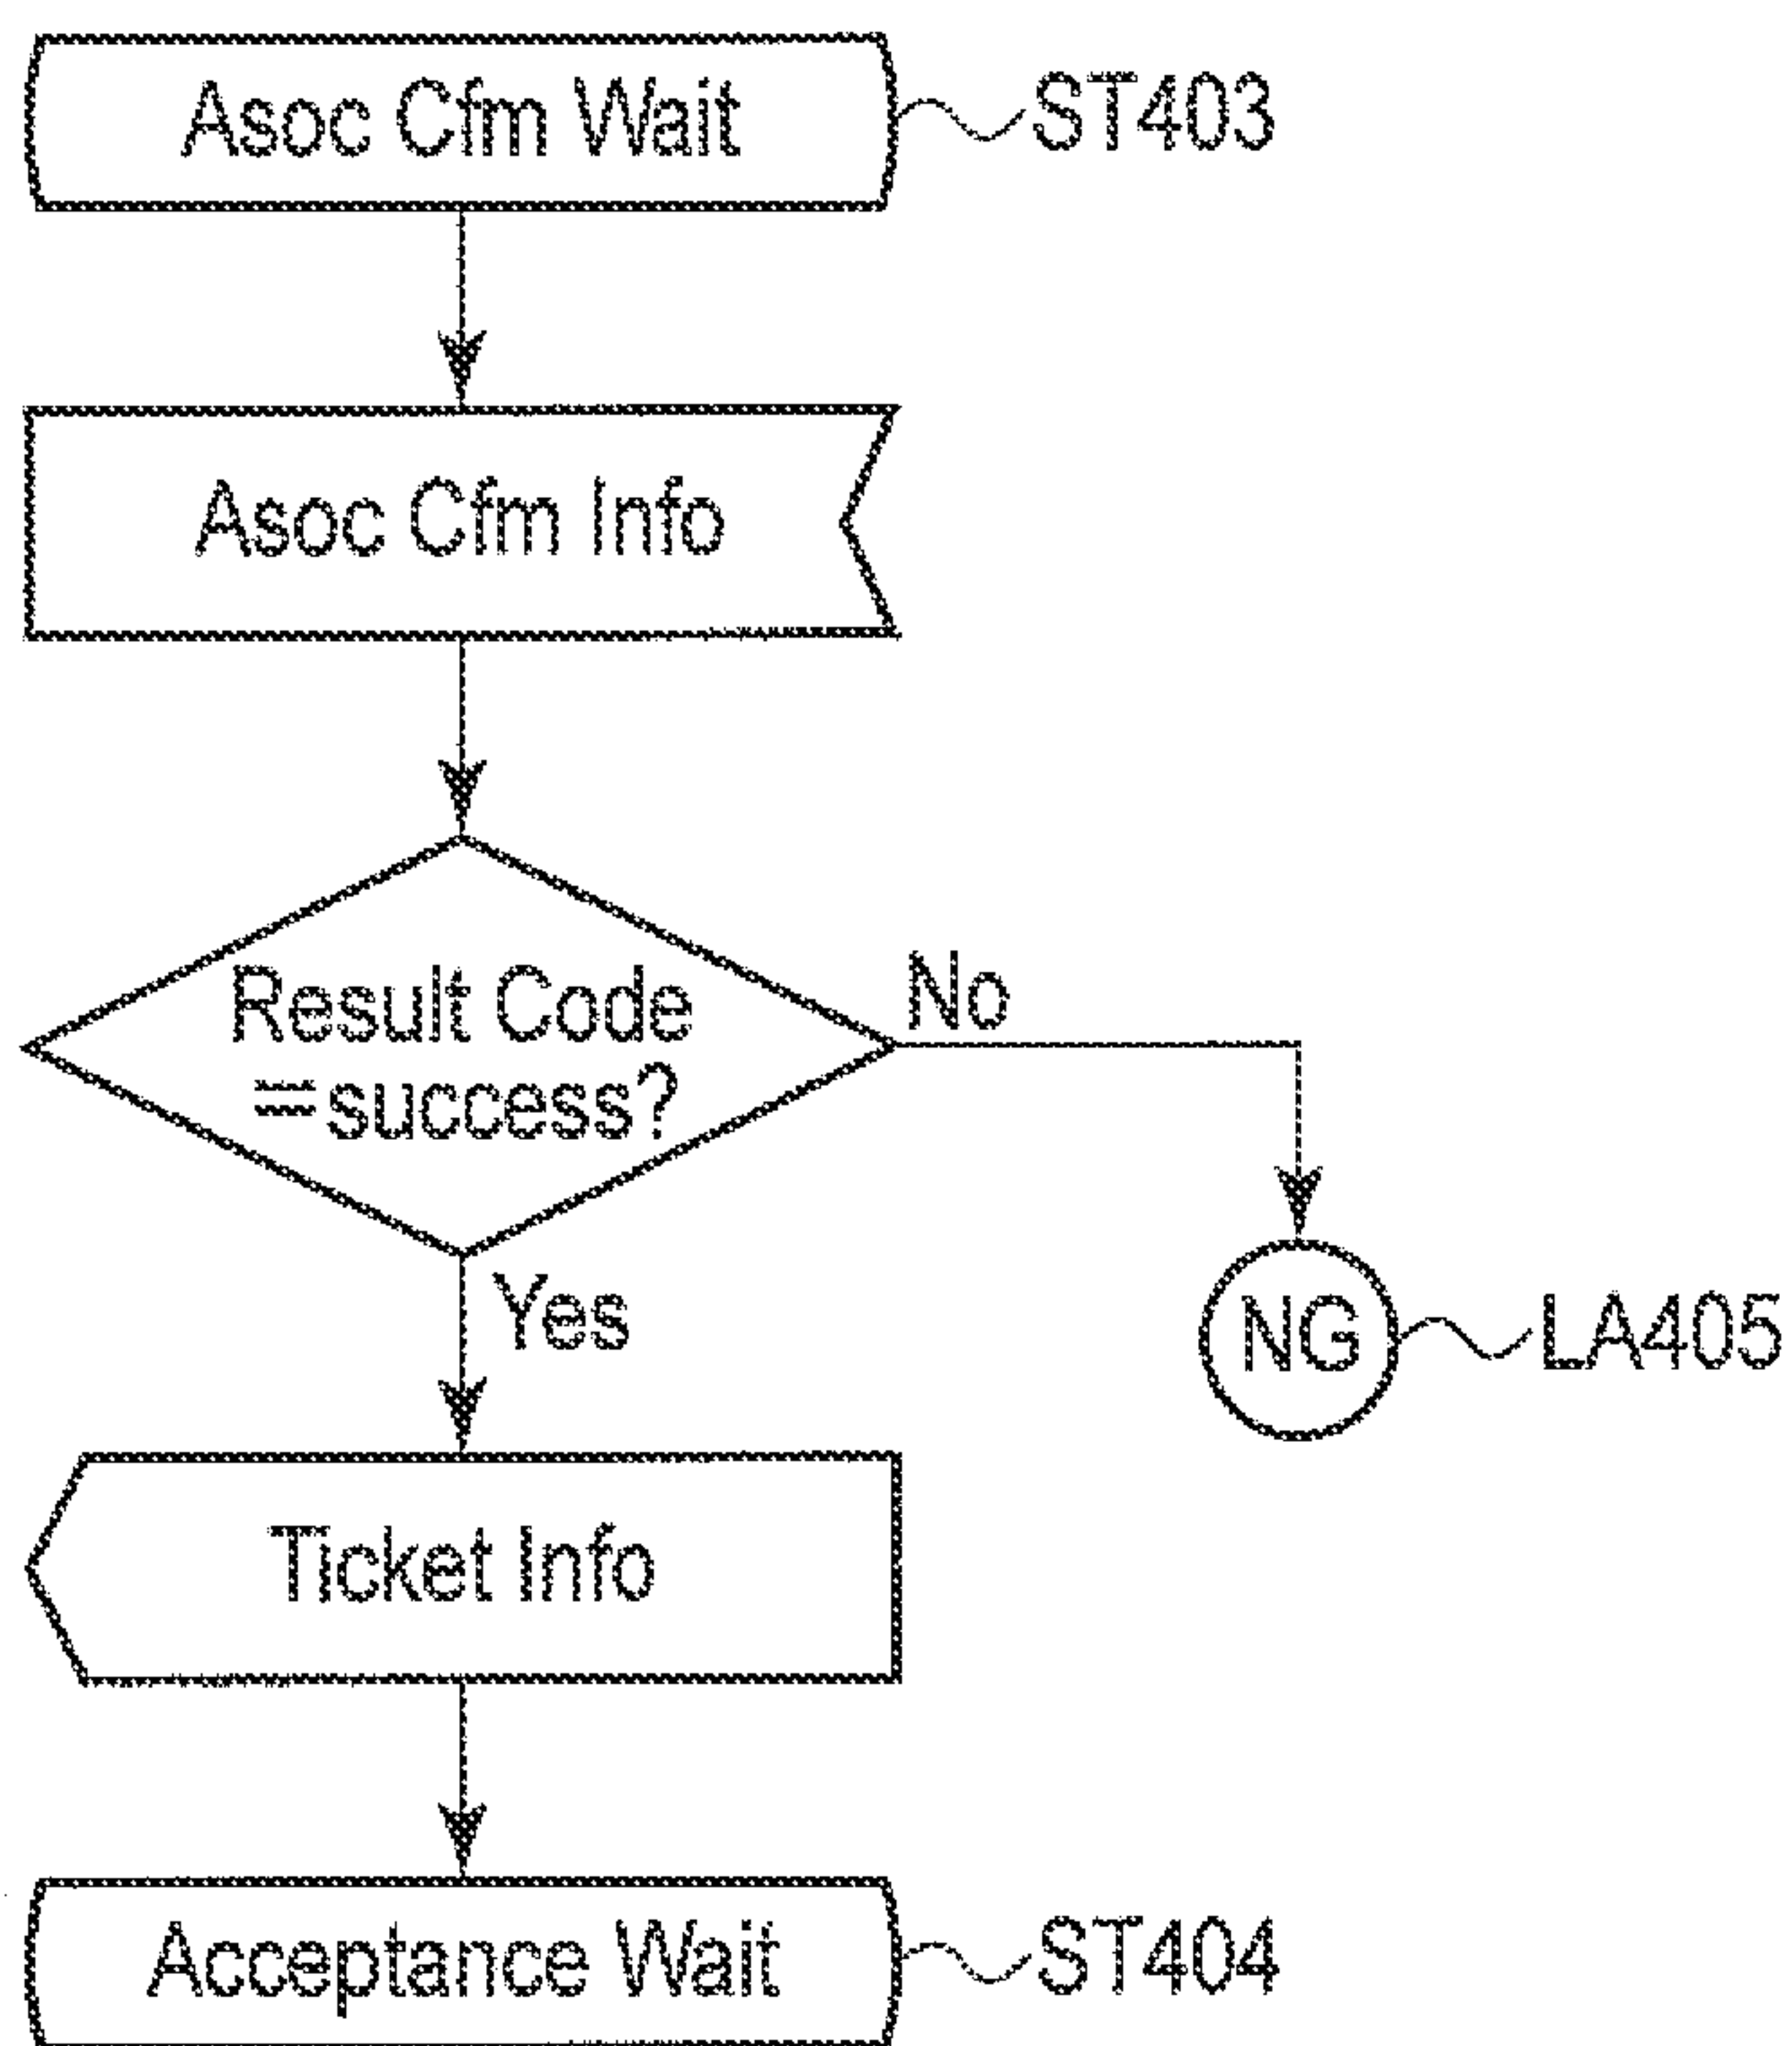 Asoc Cfm Wait
ST403
Asoc Cfm Info
Result Code
=success?
No
Yes
NG
LA405
Ticket Info
Acceptance Wait
ST404